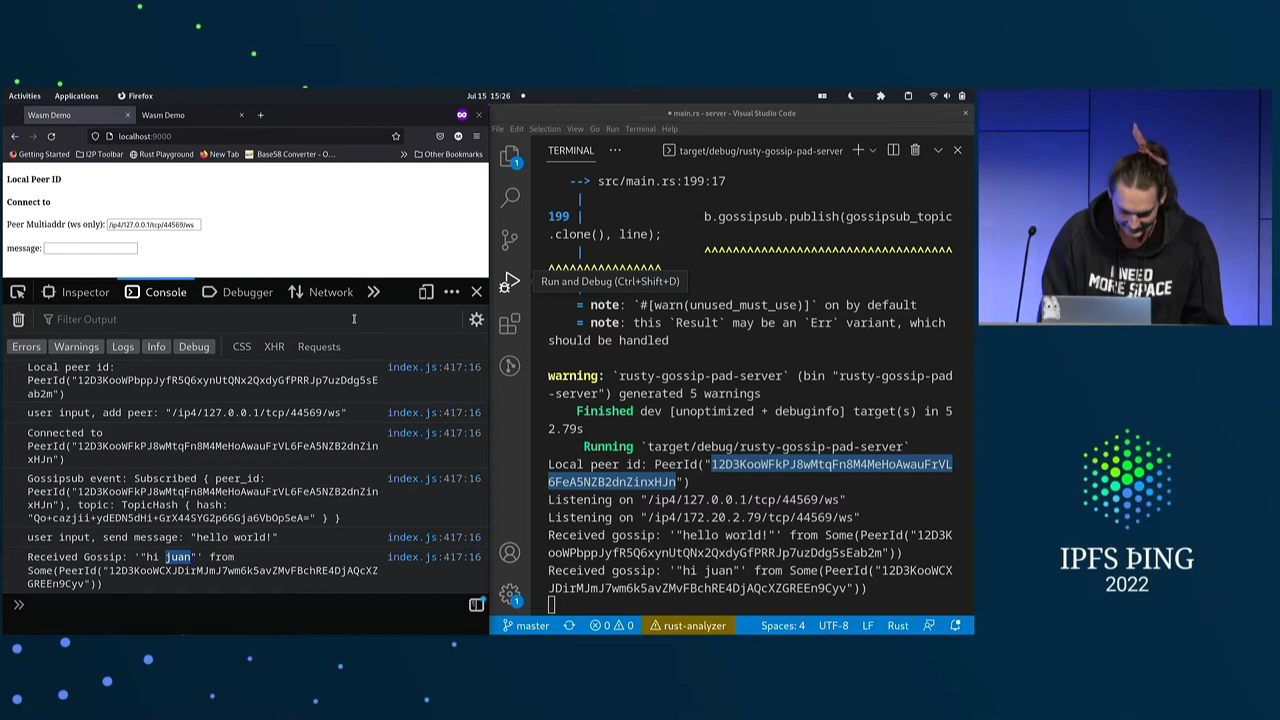 Activities Applications Firefox Jul 15 15:26
Wasm Demo × Wasm Demo × +
localhost:9000
Getting Started I2P Toolbar Rust Playground New Tab Base58 Converter - O... Other Bookmarks
Local Peer ID
Connect to
Peer Multiaddr (ws only): /ip4/127.0.0.1/tcp/44569/ws
message:
Inspector Console Debugger Network
Filter Output
Errors Warnings Logs Info Debug CSS XHR Requests
Local peer id: index.js:417:16
PeerId("12D3KooWPbppJyfR5Q6xynUtQNx2QxdyGfPRRJp7uzDdg5sE
ab2m")
user input, add peer: "/ip4/127.0.0.1/tcp/44569/ws" index.js:417:16
Connected to index.js:417:16
PeerId("12D3KooWFkPJ8wMtqFn8M4MeHoAwauFrVL6FeA5NZB2dnZin
xHJn")
Gossipsub event: Subscribed { peer_id: index.js:417:16
PeerId("12D3KooWFkPJ8wMtqFn8M4MeHoAwauFrVL6FeA5NZB2dnZin
xHJn"), topic: TopicHash { hash:
"Qo+cazjii+ydEDN5dHi+GrX44SYG2p66Gja6VbOpSeA=" } }
user input, send message: "hello world!" index.js:417:16
Received Gossip: '"hi juan"' from index.js:417:16
Some(PeerId("12D3KooWCXJDirMJmJ7wm6k5avZMvFBchRE4DjAQcXZ
GREEn9Cyv"))
main.rs - server - Visual Studio Code
File Edit Selection View Go Run Terminal Help
TERMINAL ... target/debug/rusty-gossip-pad-server
--> src/main.rs:199:17
|
199 | b.gossipsub.publish(gossipsub_topic
.clone(), line);
| ^^^^^^^^^^^^^^^^^^^^^^^^^^^^^^^^^^^
^^^^^^^^^^^^^^^^
Run and Debug (Ctrl+Shift+D)
= note: `#[warn(unused_must_use)]` on by default
= note: this `Result` may be an `Err` variant, which
should be handled
warning: `rusty-gossip-pad-server` (bin "rusty-gossip-pad
-server") generated 5 warnings
Finished dev [unoptimized + debuginfo] target(s) in 5
2.79s
Running `target/debug/rusty-gossip-pad-server`
Local peer id: PeerId("12D3KooWFkPJ8wMtqFn8M4MeHoAwauFrVL
6FeA5NZB2dnZinxHJn")
Listening on "/ip4/127.0.0.1/tcp/44569/ws"
Listening on "/ip4/172.20.2.79/tcp/44569/ws"
Received gossip: '"hello world!"' from Some(PeerId("12D3K
ooWPbppJyfR5Q6xynUtQNx2QxdyGfPRRJp7uzDdg5sEab2m"))
Received gossip: '"hi juan"' from Some(PeerId("12D3KooWCX
JDirMJmJ7wm6k5avZMvFBchRE4DjAQcXZGREEn9Cyv"))
master 0 0 rust-analyzer Spaces: 4 UTF-8 LF Rust
I NEED
MORE SPACE
IPFS ÞING
2022